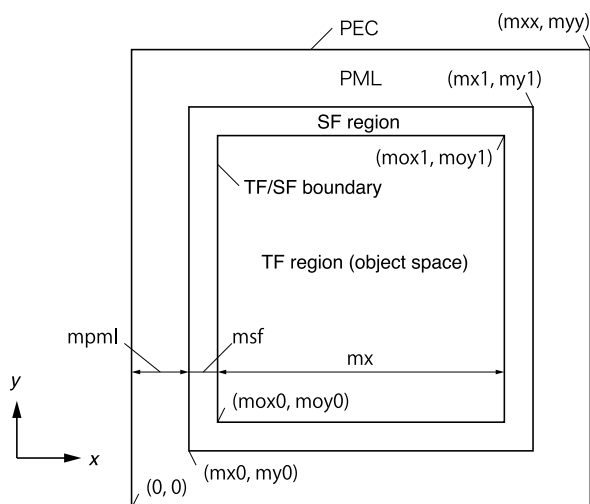 (mxx, myy)
PEC
PML
(mx1, my1)
SF region
(mox1, moy1)
TF/SF boundary
TF region (object space)
mpml
msf
mx
y
(mox0, moy0)
x
(mx0, my0)
(0, 0)